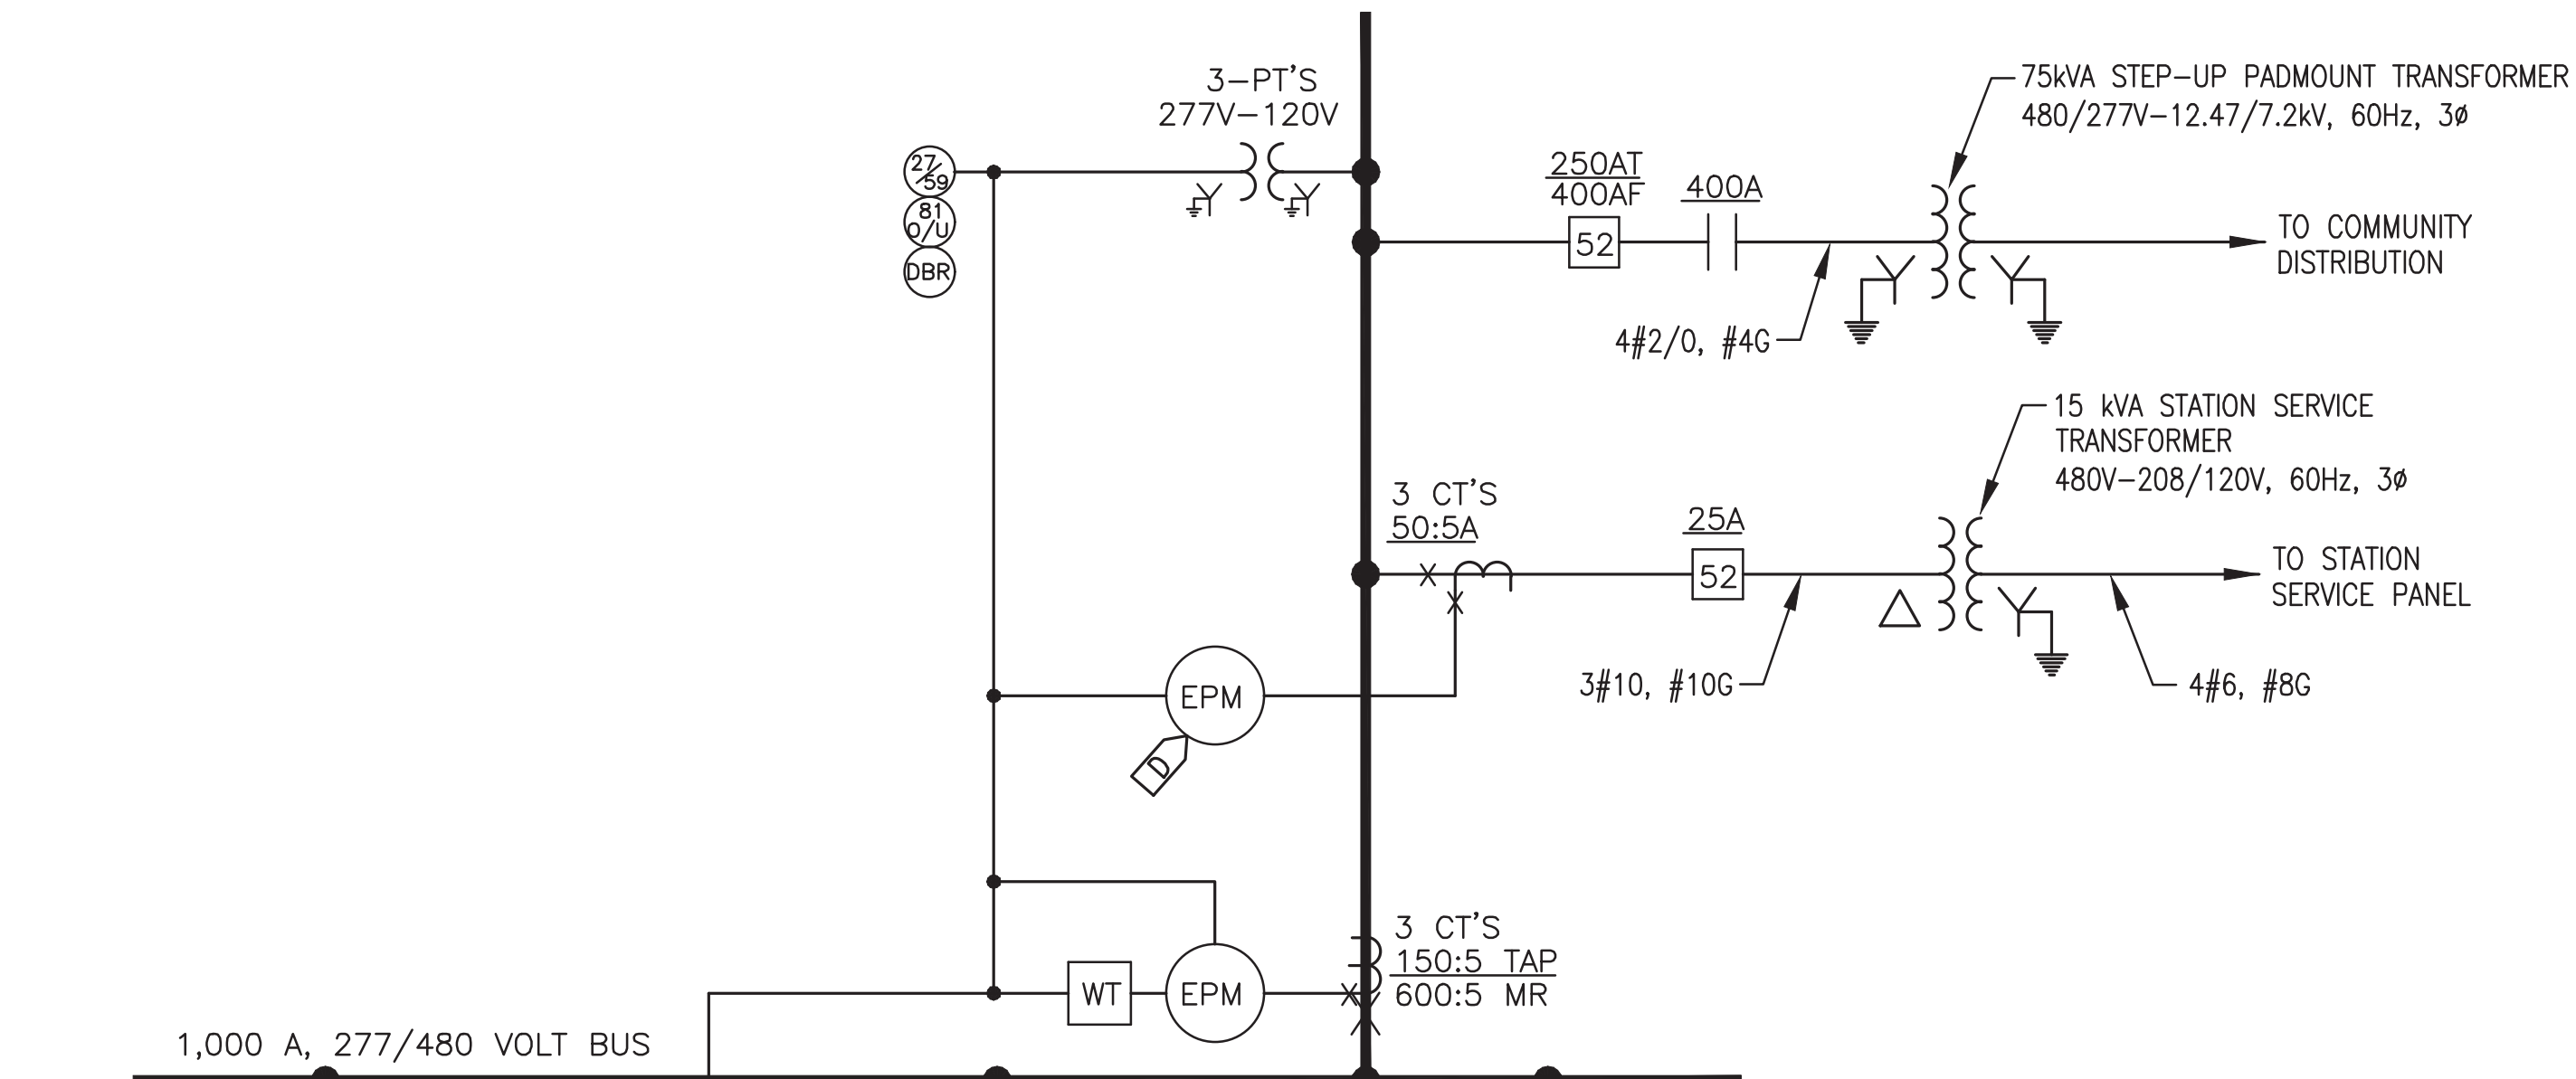 3-PT'S
277V-120V
27/59
81
O/U
DBR
75kVA STEP-UP PADMOUNT TRANSFORMER
480/277V-12.47/7.2kV, 60Hz, 3ø
250AT
400AF
400A
52
TO COMMUNITY
DISTRIBUTION
4#2/0, #4G
15 kVA STATION SERVICE
TRANSFORMER
480V-208/120V, 60Hz, 3ø
3 CT'S
50:5A
25A
52
TO STATION
SERVICE PANEL
3#10, #10G
4#6, #8G
EPM
D
3 CT'S
150:5 TAP
600:5 MR
WT
EPM
1,000 A, 277/480 VOLT BUS